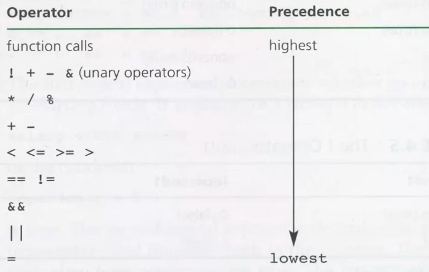 Operator Precedence
function calls highest
! + - & (unary operators)
* / %
+ -
< <= >= >
== !=
&&
||
= lowest